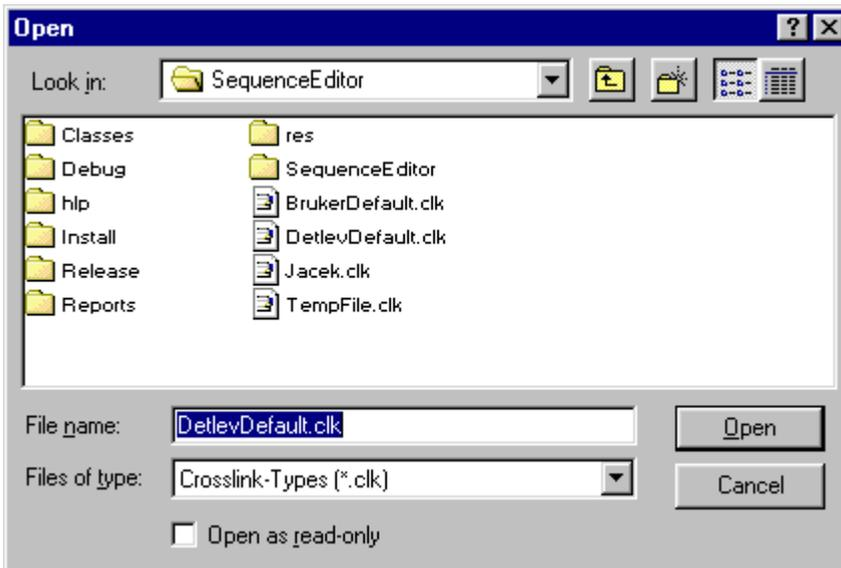 Open
Look in: SequenceEditor
Classes
Debug
hlp
Install
Release
Reports
res
SequenceEditor
BrukerDefault.clk
DetlevDefault.clk
Jacek.clk
TempFile.clk
File name: DetlevDefault.clk Open
Files of type: Crosslink-Types (*.clk) Cancel
Open as read-only